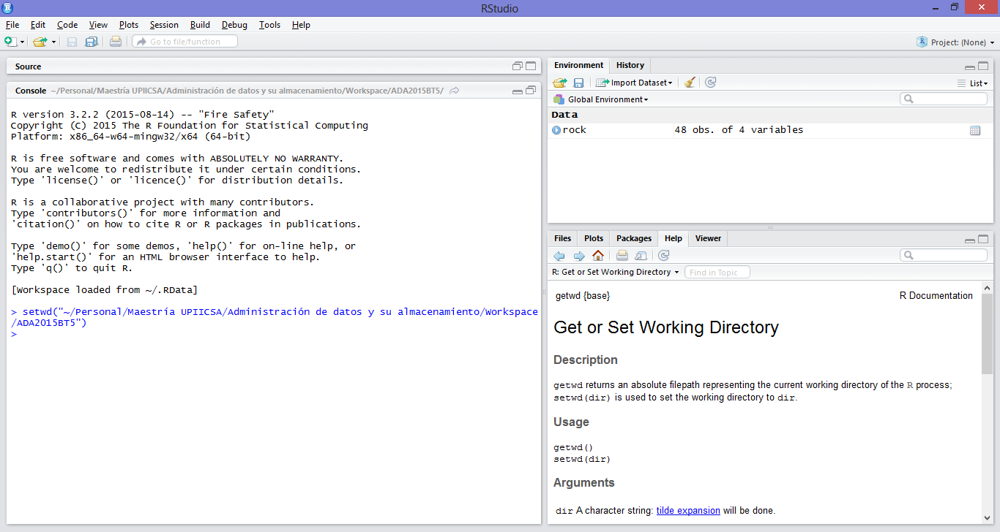 RStudio
File Edit Code View Plots Session Build Debug Tools Help
Go to file/function
Project: (None)
Source
Console ~/Personal/Maestría UPIICSA/Administración de datos y su almacenamiento/Workspace/ADA2015BT5/
R version 3.2.2 (2015-08-14) -- "Fire Safety"
Copyright (C) 2015 The R Foundation for Statistical Computing
Platform: x86_64-w64-mingw32/x64 (64-bit)
R is free software and comes with ABSOLUTELY NO WARRANTY.
You are welcome to redistribute it under certain conditions.
Type 'license()' or 'licence()' for distribution details.
R is a collaborative project with many contributors.
Type 'contributors()' for more information and
'citation()' on how to cite R or R packages in publications.
Type 'demo()' for some demos, 'help()' for on-line help, or
'help.start()' for an HTML browser interface to help.
Type 'q()' to quit R.
[Workspace loaded from ~/.RData]
> setwd("~/Personal/Maestría UPIICSA/Administración de datos y su almacenamiento/Workspace
/ADA2015BT5")
>
Environment History
Import Dataset List
Global Environment
Data
rock 48 obs. of 4 variables
Files Plots Packages Help Viewer
R: Get or Set Working Directory Find in Topic
getwd {base} R Documentation
Get or Set Working Directory
Description
getwd returns an absolute filepath representing the current working directory of the R process;
setwd(dir) is used to set the working directory to dir.
Usage
getwd()
setwd(dir)
Arguments
dir A character string: tilde expansion will be done.